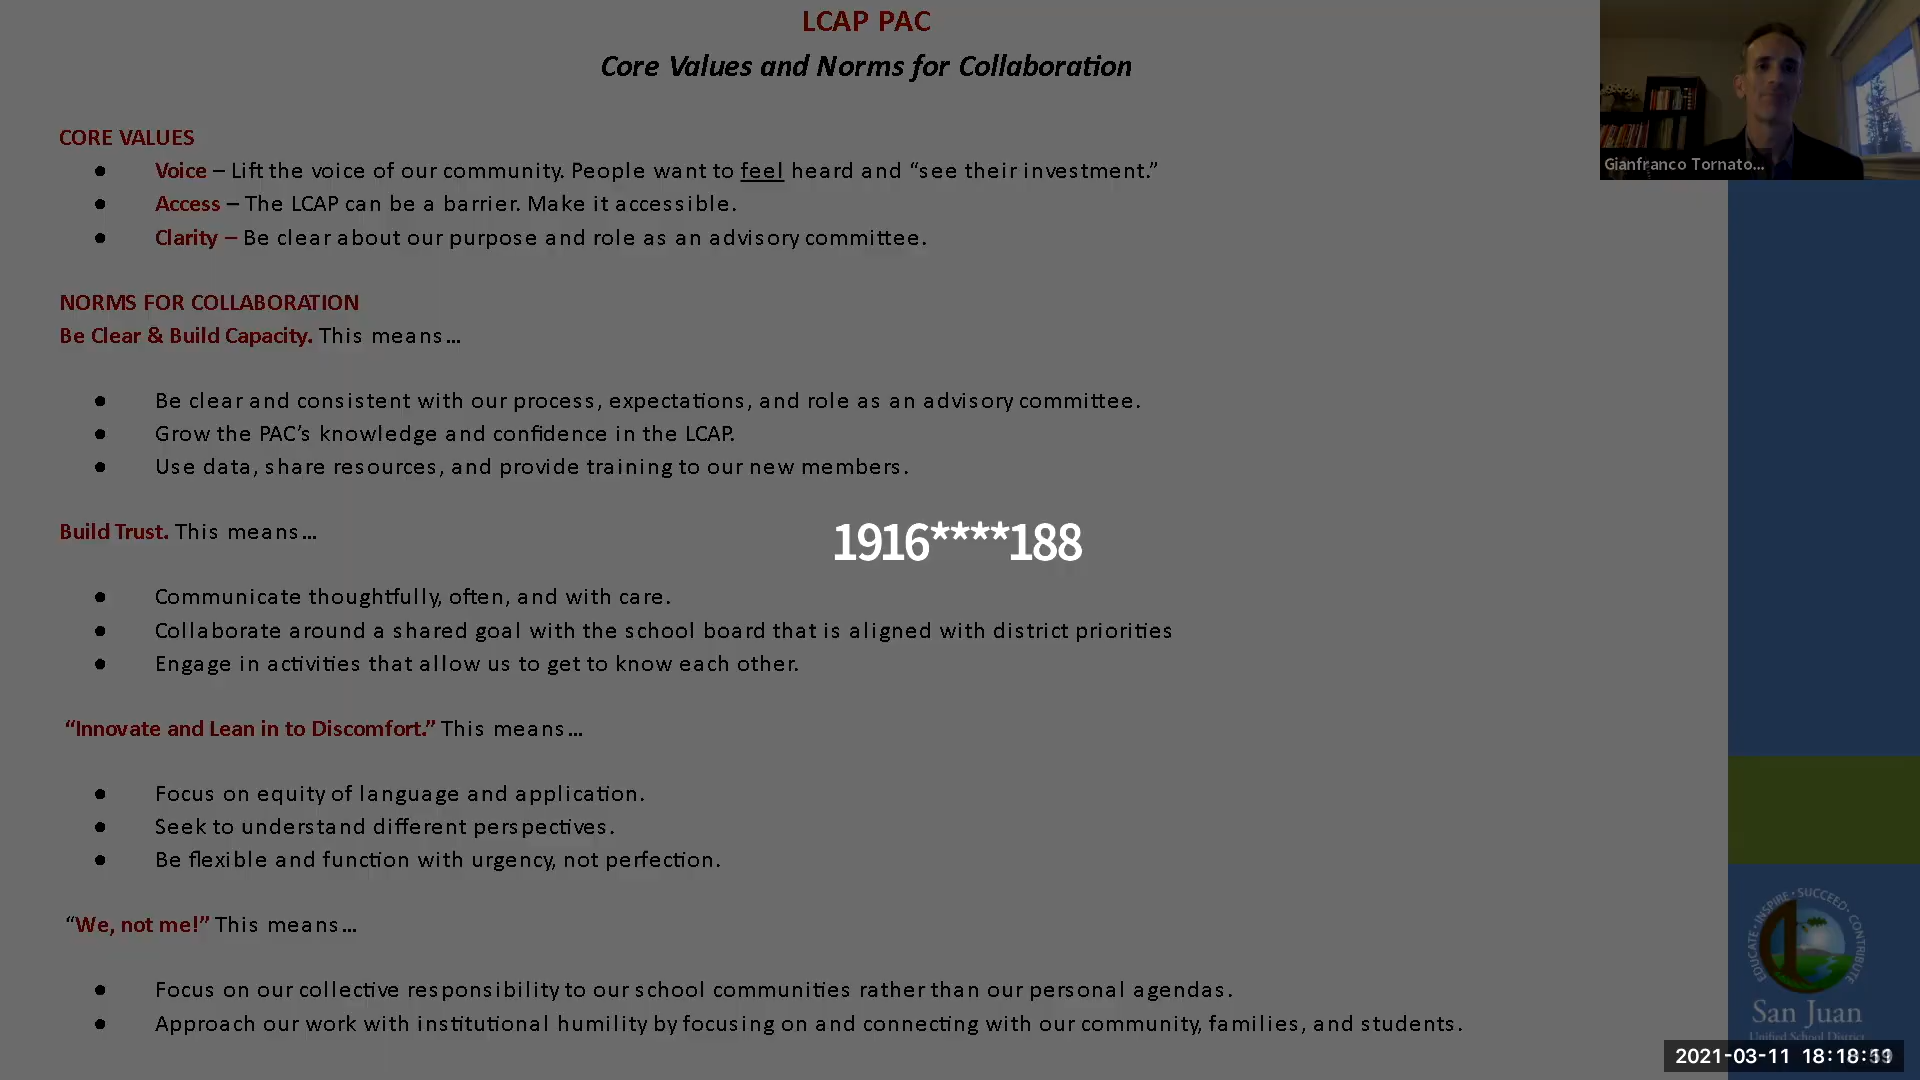 LCAP PAC
Core Values and Norms for Collaboration
CORE VALUES
● Voice – Lift the voice of our community. People want to feel heard and “see their investment.”
● Access – The LCAP can be a barrier. Make it accessible.
● Clarity – Be clear about our purpose and role as an advisory committee.
NORMS FOR COLLABORATION
Be Clear & Build Capacity. This means…
● Be clear and consistent with our process, expectations, and role as an advisory committee.
● Grow the PAC’s knowledge and confidence in the LCAP.
● Use data, share resources, and provide training to our new members.
Build Trust. This means…
● Communicate thoughtfully, often, and with care.
● Collaborate around a shared goal with the school board that is aligned with district priorities
● Engage in activities that allow us to get to know each other.
“Innovate and Lean in to Discomfort.” This means…
● Focus on equity of language and application.
● Seek to understand different perspectives.
● Be flexible and function with urgency, not perfection.
“We, not me!” This means…
● Focus on our collective responsibility to our school communities rather than our personal agendas.
● Approach our work with institutional humility by focusing on and connecting with our community, families, and students.
1916****188
Gianfranco Tornato...
EDUCATE · INSPIRE · SUCCEED · CONTRIBUTE
San Juan
Unified School District
2021-03-11 18:18: